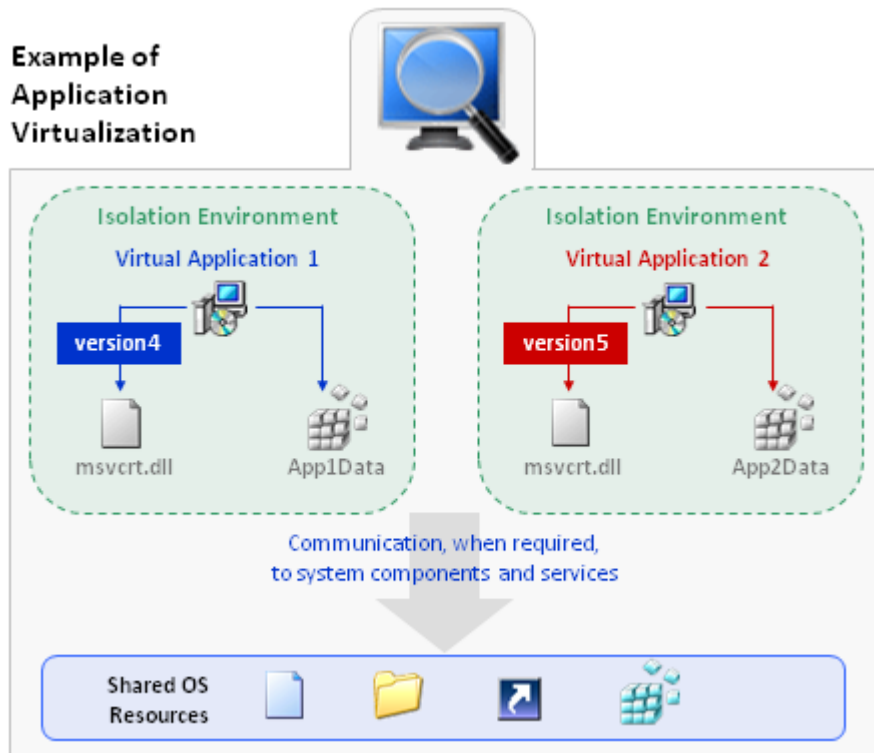 Example of
Application
Virtualization
Isolation Environment
Virtual Application 1
version4
msvcrt.dll
App1Data
Isolation Environment
Virtual Application 2
version5
msvcrt.dll
App2Data
Communication, when required,
to system components and services
Shared OS
Resources